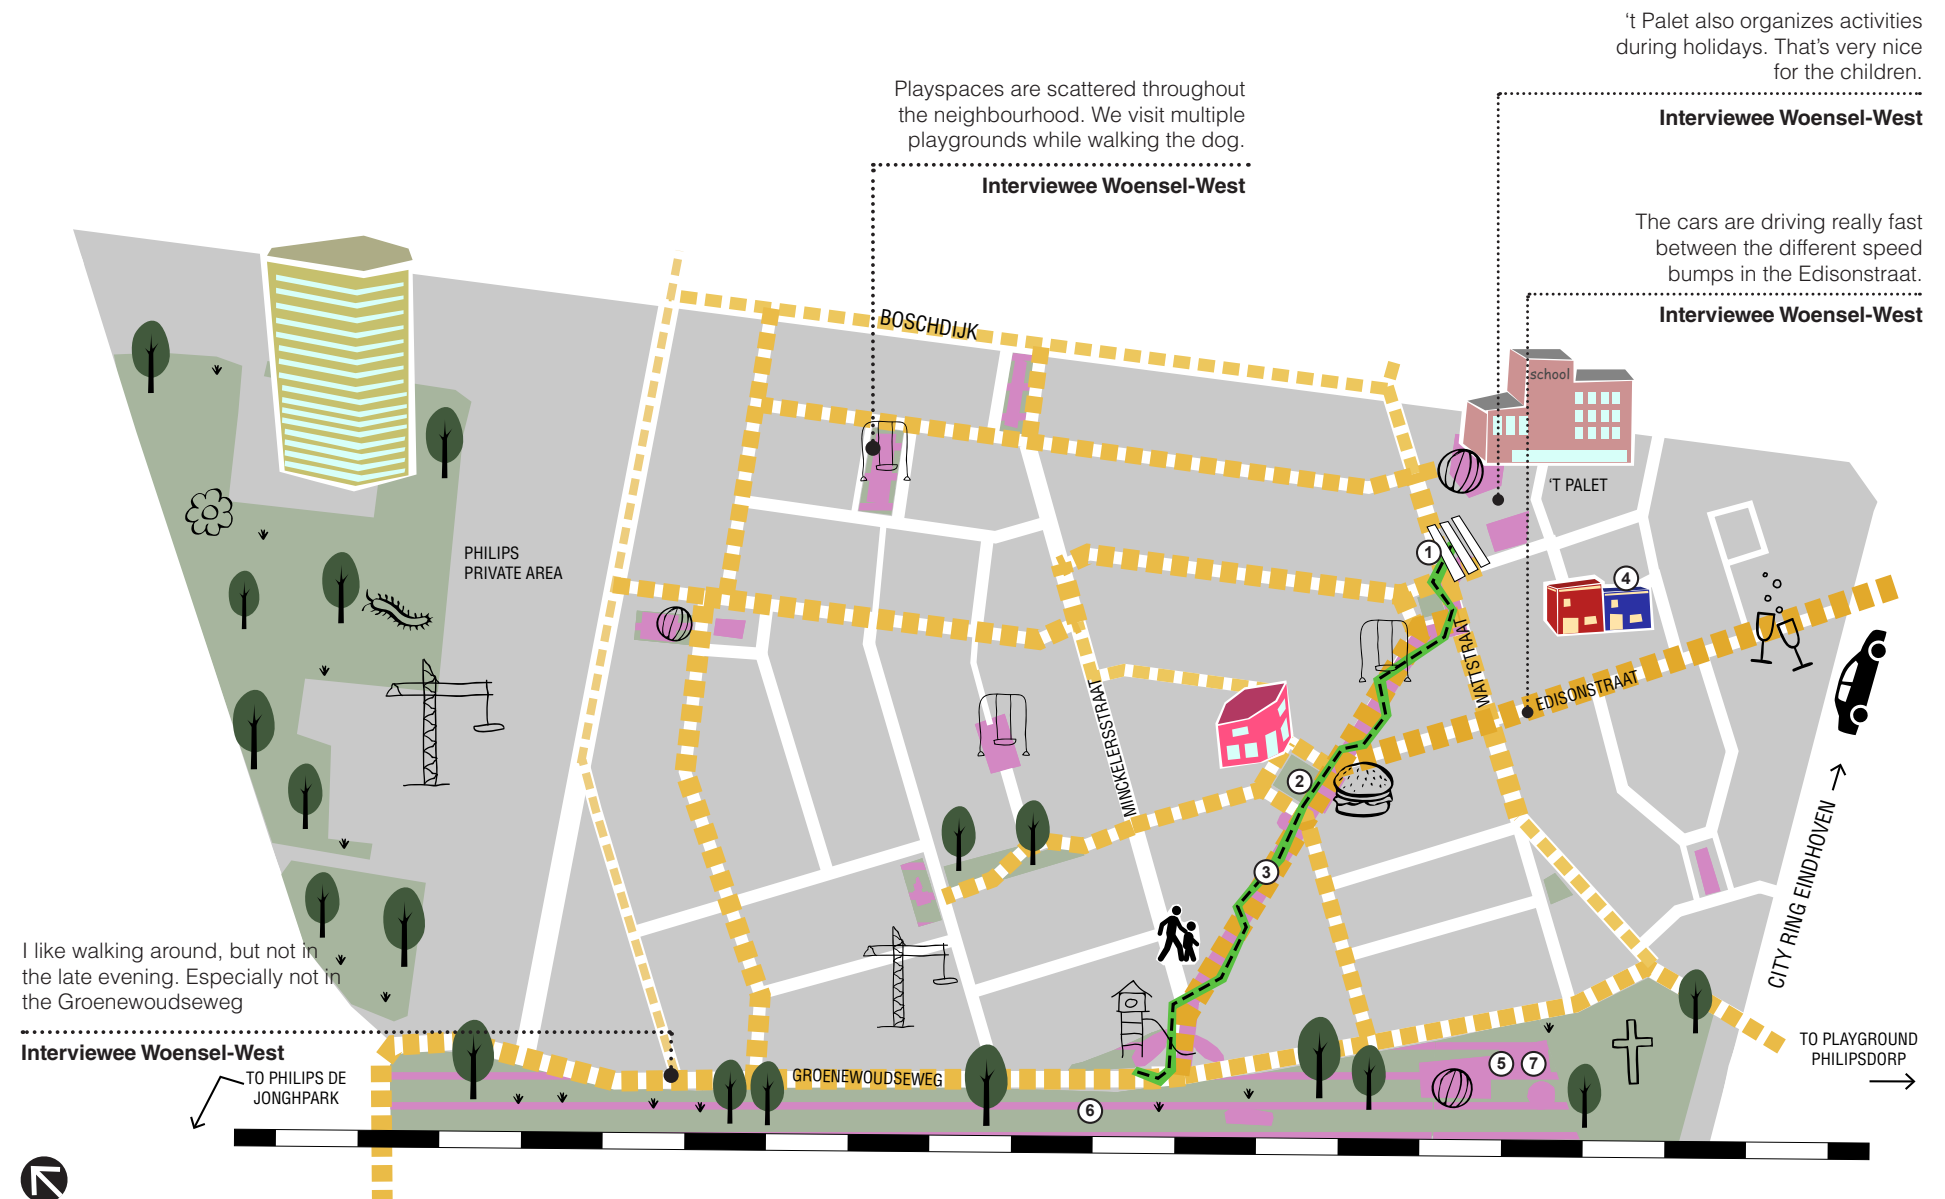 ‘t Palet also organizes activities
during holidays. That’s very nice
for the children.
Interviewee Woensel-West
Playspaces are scattered throughout
the neighbourhood. We visit multiple
playgrounds while walking the dog.
Interviewee Woensel-West
The cars are driving really fast
between the different speed
bumps in the Edisonstraat.
Interviewee Woensel-West
BOSCHDIJK
school
‘T PALET
PHILIPS
PRIVATE AREA
1
4
WATTSTRAAT
EDISONSTRAAT
MINCKELERSSTRAAT
2
3
CITY RING EINDHOVEN
I like walking around, but not in
the late evening. Especially not in
the Groenewoudseweg
Interviewee Woensel-West
TO PHILIPS DE
JONGHPARK
GROENEWOUDSEWEG
5
7
6
TO PLAYGROUND
PHILIPSDORP